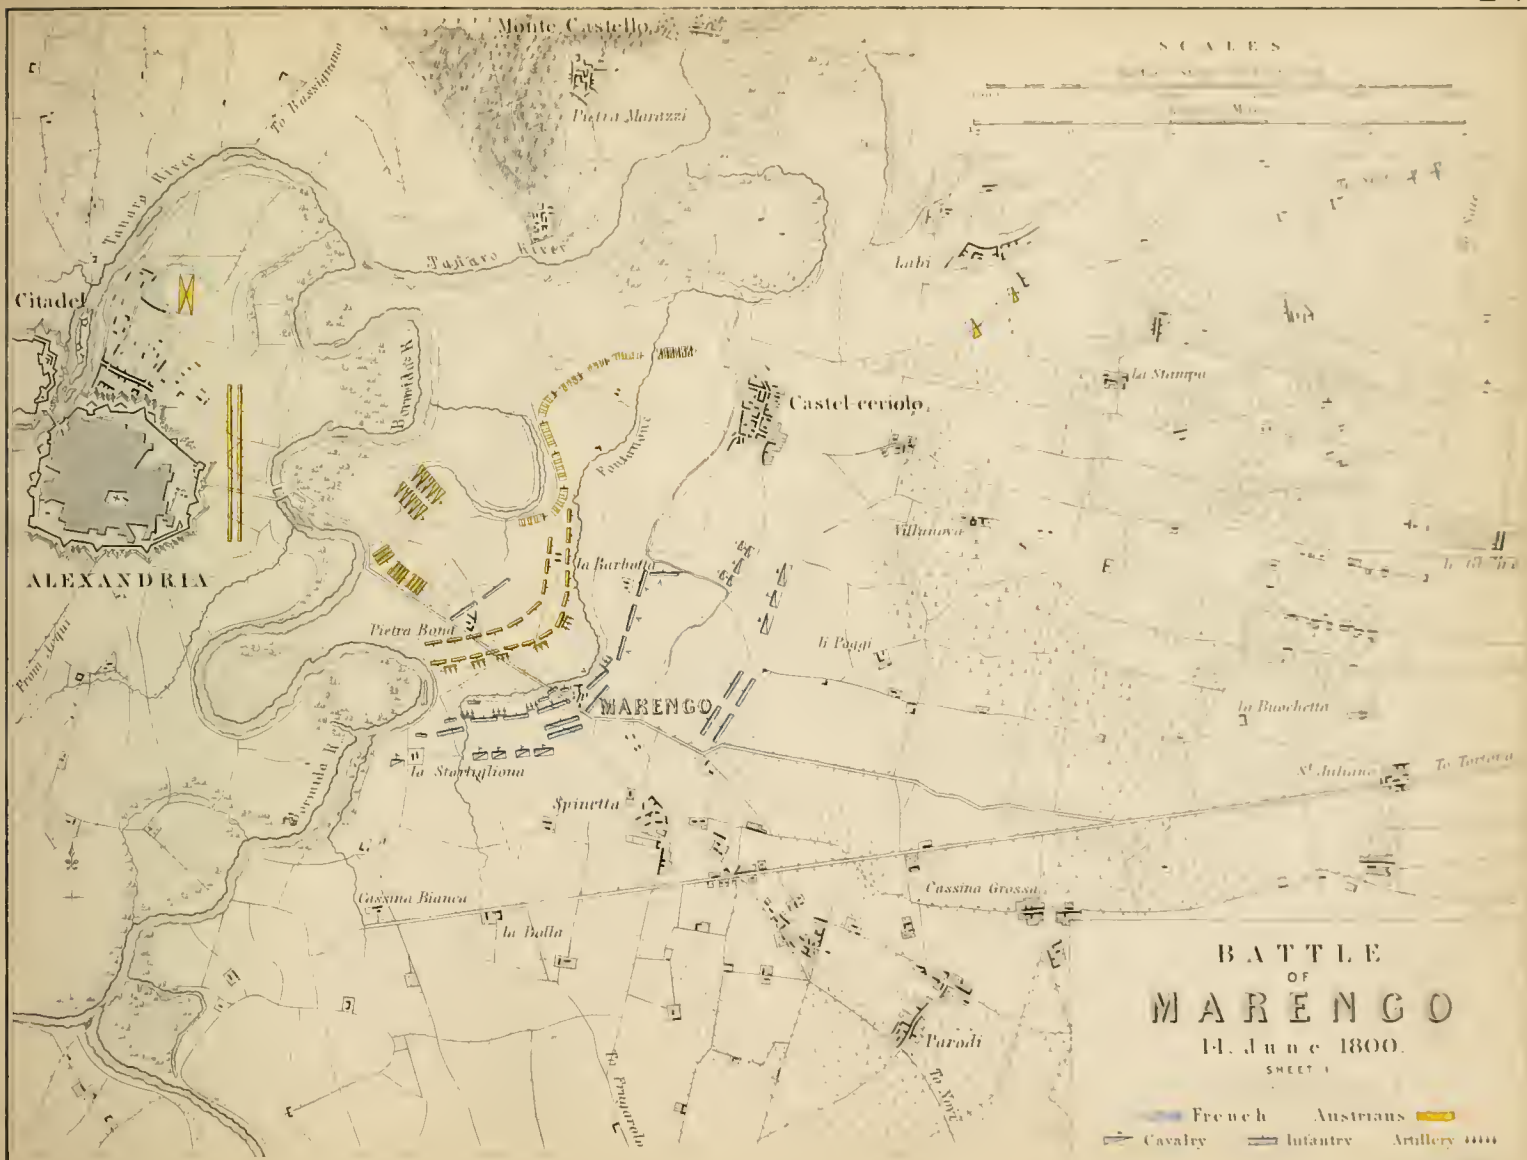 Monte Castello
SCALES
To Bassignano
Pietra Marazzi
Tanaro River
Tanaro River
Labi
Citadel
Bormida R.
La Stampa
Castel-ceriolo
Fontanone
Villanova
ALEXANDRIA
la Barbotta
From Acqui
Pietra Bona
li Poggi
MARENGO
la Buschetta
la Stortigliona
St Juliano
To Tortona
Bormida R.
Spinetta
Cassina Bianca
Cassina Grossa
la Bolla
BATTLE
OF
MARENGO
14. June 1800.
SHEET 1
Parodi
To Frugarolo
To Novi
French Austrians
Cavalry Infantry Artillery